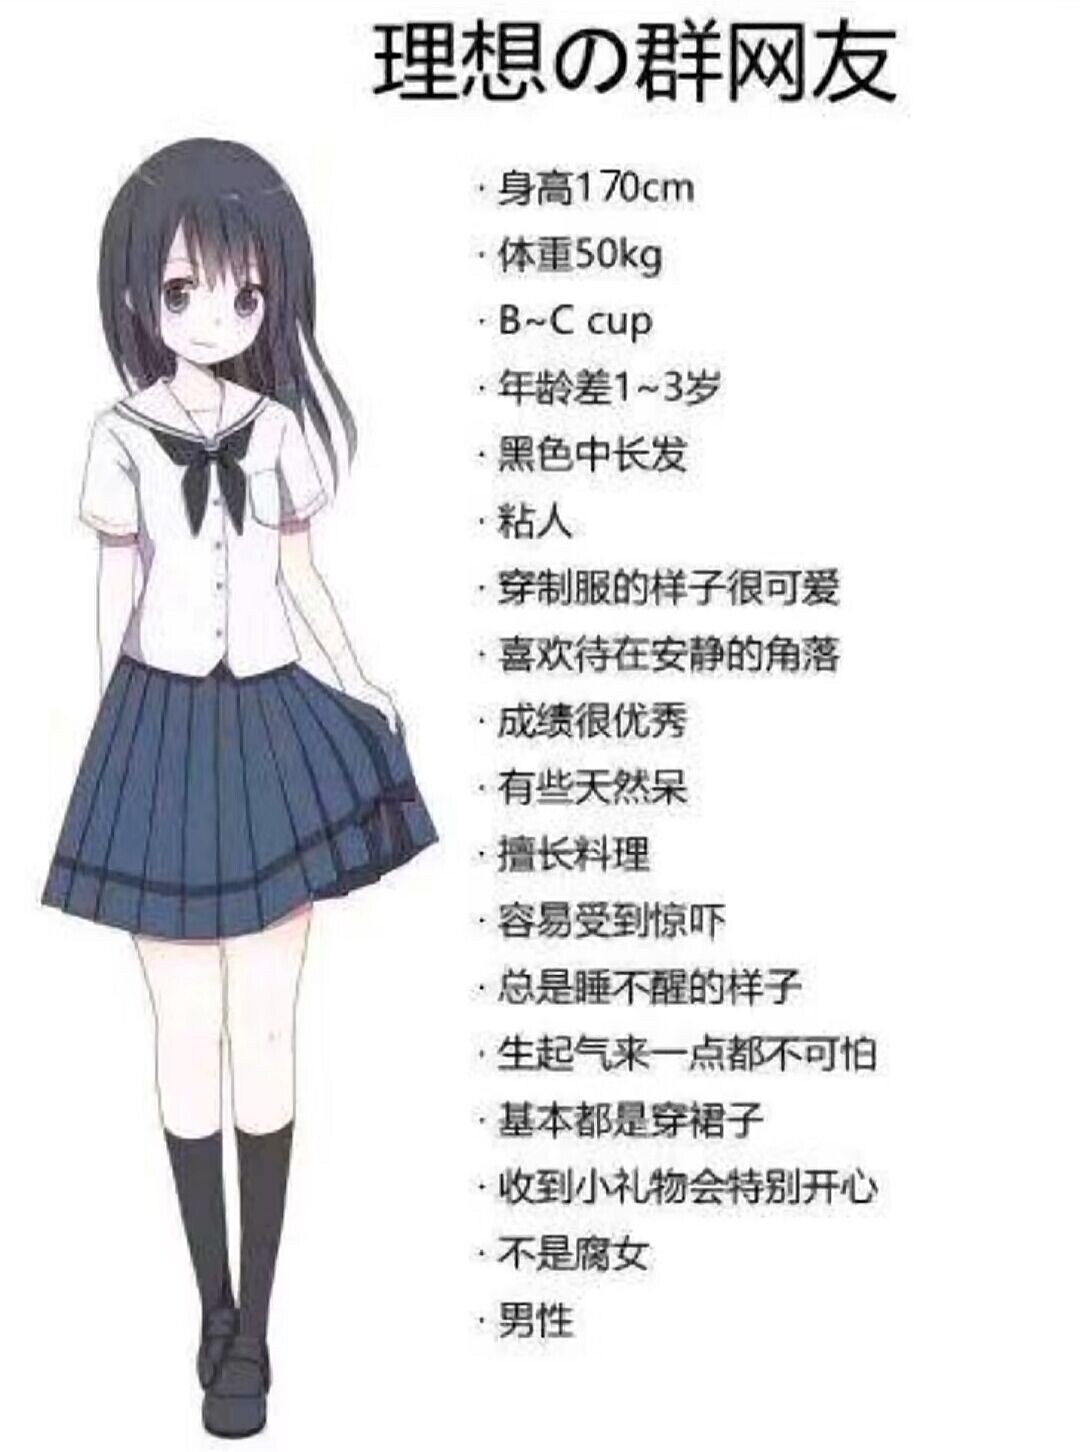 理想の群网友
· 身高170cm
· 体重50kg
· B~C cup
· 年龄差1~3岁
· 黑色中长发
· 粘人
· 穿制服的样子很可爱
· 喜欢待在安静的角落
· 成绩很优秀
· 有些天然呆
· 擅长料理
· 容易受到惊吓
· 总是睡不醒的样子
· 生起气来一点都不可怕
· 基本都是穿裙子
· 收到小礼物会特别开心
· 不是腐女
· 男性